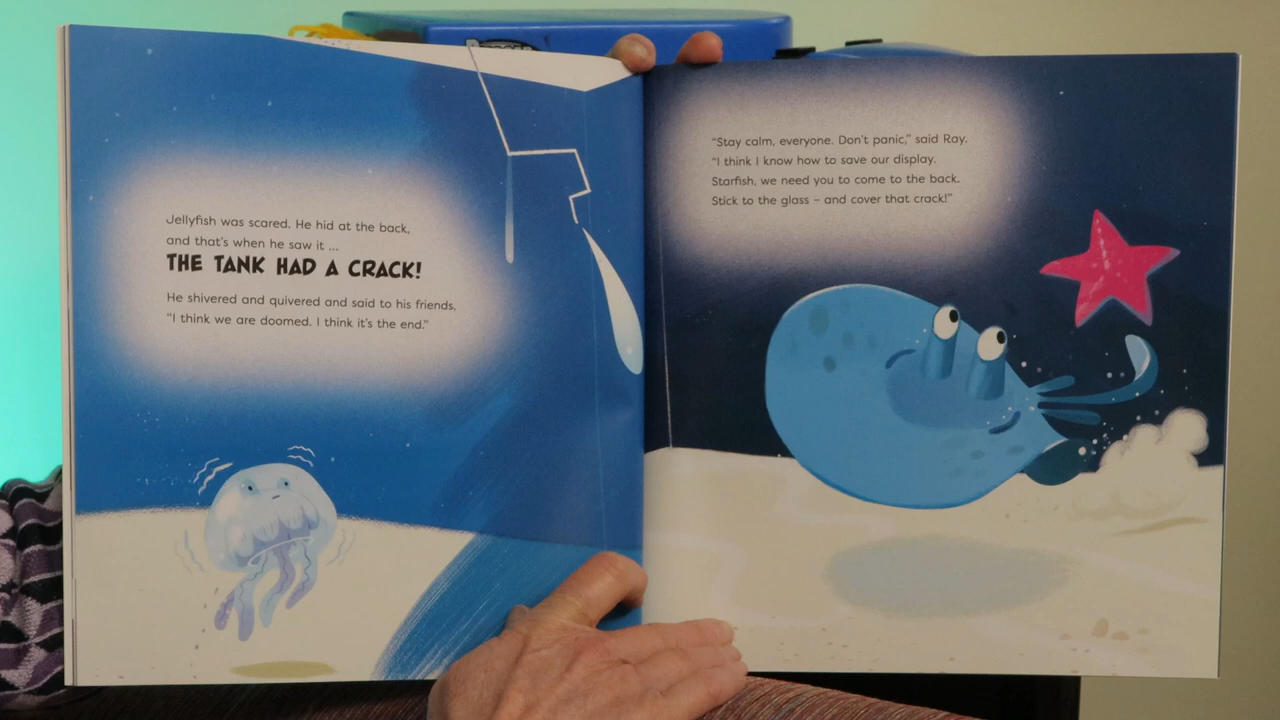 Jellyfish was scared. He hid at the back,
and that's when he saw it ...
THE TANK HAD A CRACK!
He shivered and quivered and said to his friends,
"I think we are doomed. I think it's the end."
"Stay calm, everyone. Don't panic," said Ray.
"I think I know how to save our display.
Starfish, we need you to come to the back.
Stick to the glass – and cover that crack!"